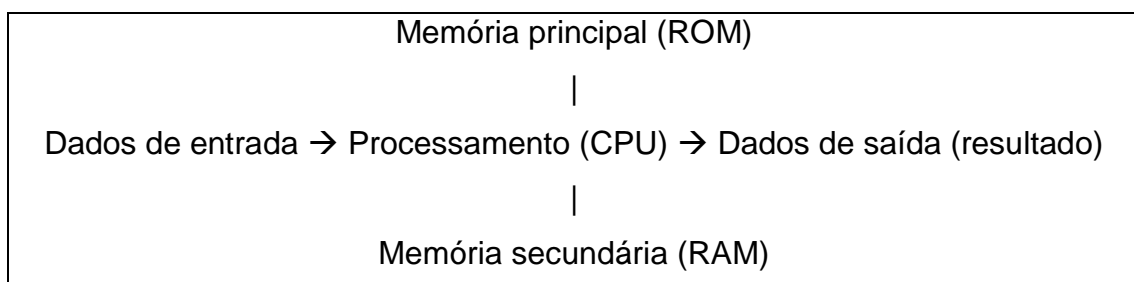 Memória principal (ROM)
|
Dados de entrada → Processamento (CPU) → Dados de saída (resultado)
|
Memória secundária (RAM)